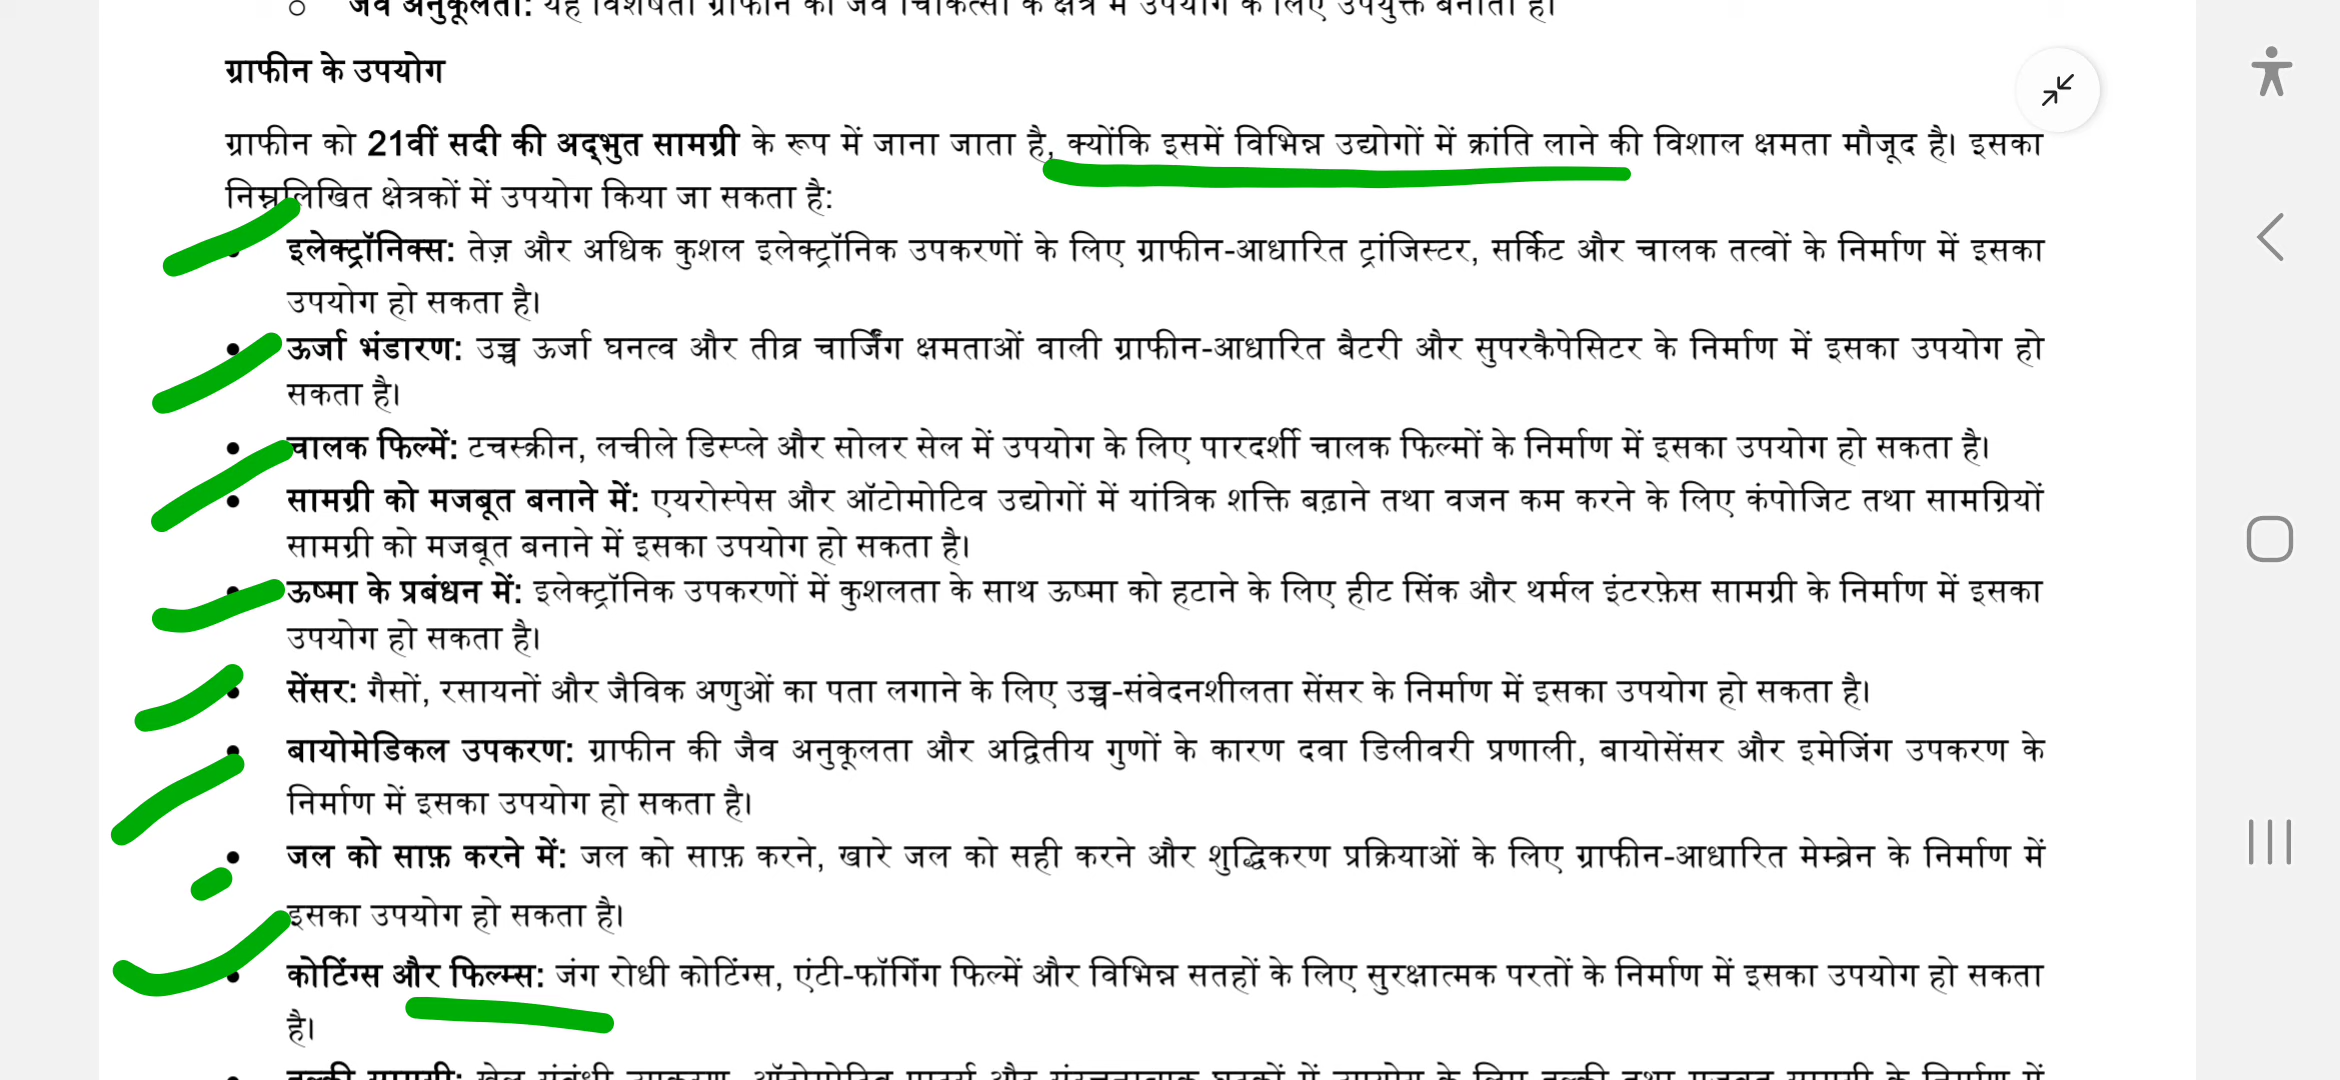 जैव अनुकूलता: यह विशेषता ग्राफीन को जैव चिकित्सा के क्षेत्र में उपयोग के लिए उपयुक्त बनाती है।
ग्राफीन के उपयोग
ग्राफीन को 21वीं सदी की अद्भुत सामग्री के रूप में जाना जाता है, क्योंकि इसमें विभिन्न उद्योगों में क्रांति लाने की विशाल क्षमता मौजूद है। इसका
निम्नलिखित क्षेत्रकों में उपयोग किया जा सकता है:
इलेक्ट्रॉनिक्स: तेज़ और अधिक कुशल इलेक्ट्रॉनिक उपकरणों के लिए ग्राफीन-आधारित ट्रांजिस्टर, सर्किट और चालक तत्वों के निर्माण में इसका
उपयोग हो सकता है।
• ऊर्जा भंडारण: उच्च ऊर्जा घनत्व और तीव्र चार्जिंग क्षमताओं वाली ग्राफीन-आधारित बैटरी और सुपरकैपेसिटर के निर्माण में इसका उपयोग हो
सकता है।
• चालक फिल्में: टचस्क्रीन, लचीले डिस्प्ले और सोलर सेल में उपयोग के लिए पारदर्शी चालक फिल्मों के निर्माण में इसका उपयोग हो सकता है।
• सामग्री को मजबूत बनाने में: एयरोस्पेस और ऑटोमोटिव उद्योगों में यांत्रिक शक्ति बढ़ाने तथा वजन कम करने के लिए कंपोजिट तथा सामग्रियों
सामग्री को मजबूत बनाने में इसका उपयोग हो सकता है।
• ऊष्मा के प्रबंधन में: इलेक्ट्रॉनिक उपकरणों में कुशलता के साथ ऊष्मा को हटाने के लिए हीट सिंक और थर्मल इंटरफ़ेस सामग्री के निर्माण में इसका
उपयोग हो सकता है।
• सेंसर: गैसों, रसायनों और जैविक अणुओं का पता लगाने के लिए उच्च-संवेदनशीलता सेंसर के निर्माण में इसका उपयोग हो सकता है।
• बायोमेडिकल उपकरण: ग्राफीन की जैव अनुकूलता और अद्वितीय गुणों के कारण दवा डिलीवरी प्रणाली, बायोसेंसर और इमेजिंग उपकरण के
निर्माण में इसका उपयोग हो सकता है।
• जल को साफ़ करने में: जल को साफ़ करने, खारे जल को सही करने और शुद्धिकरण प्रक्रियाओं के लिए ग्राफीन-आधारित मेम्ब्रेन के निर्माण में
इसका उपयोग हो सकता है।
• कोटिंग्स और फिल्म्स: जंग रोधी कोटिंग्स, एंटी-फॉगिंग फिल्में और विभिन्न सतहों के लिए सुरक्षात्मक परतों के निर्माण में इसका उपयोग हो सकता
है।